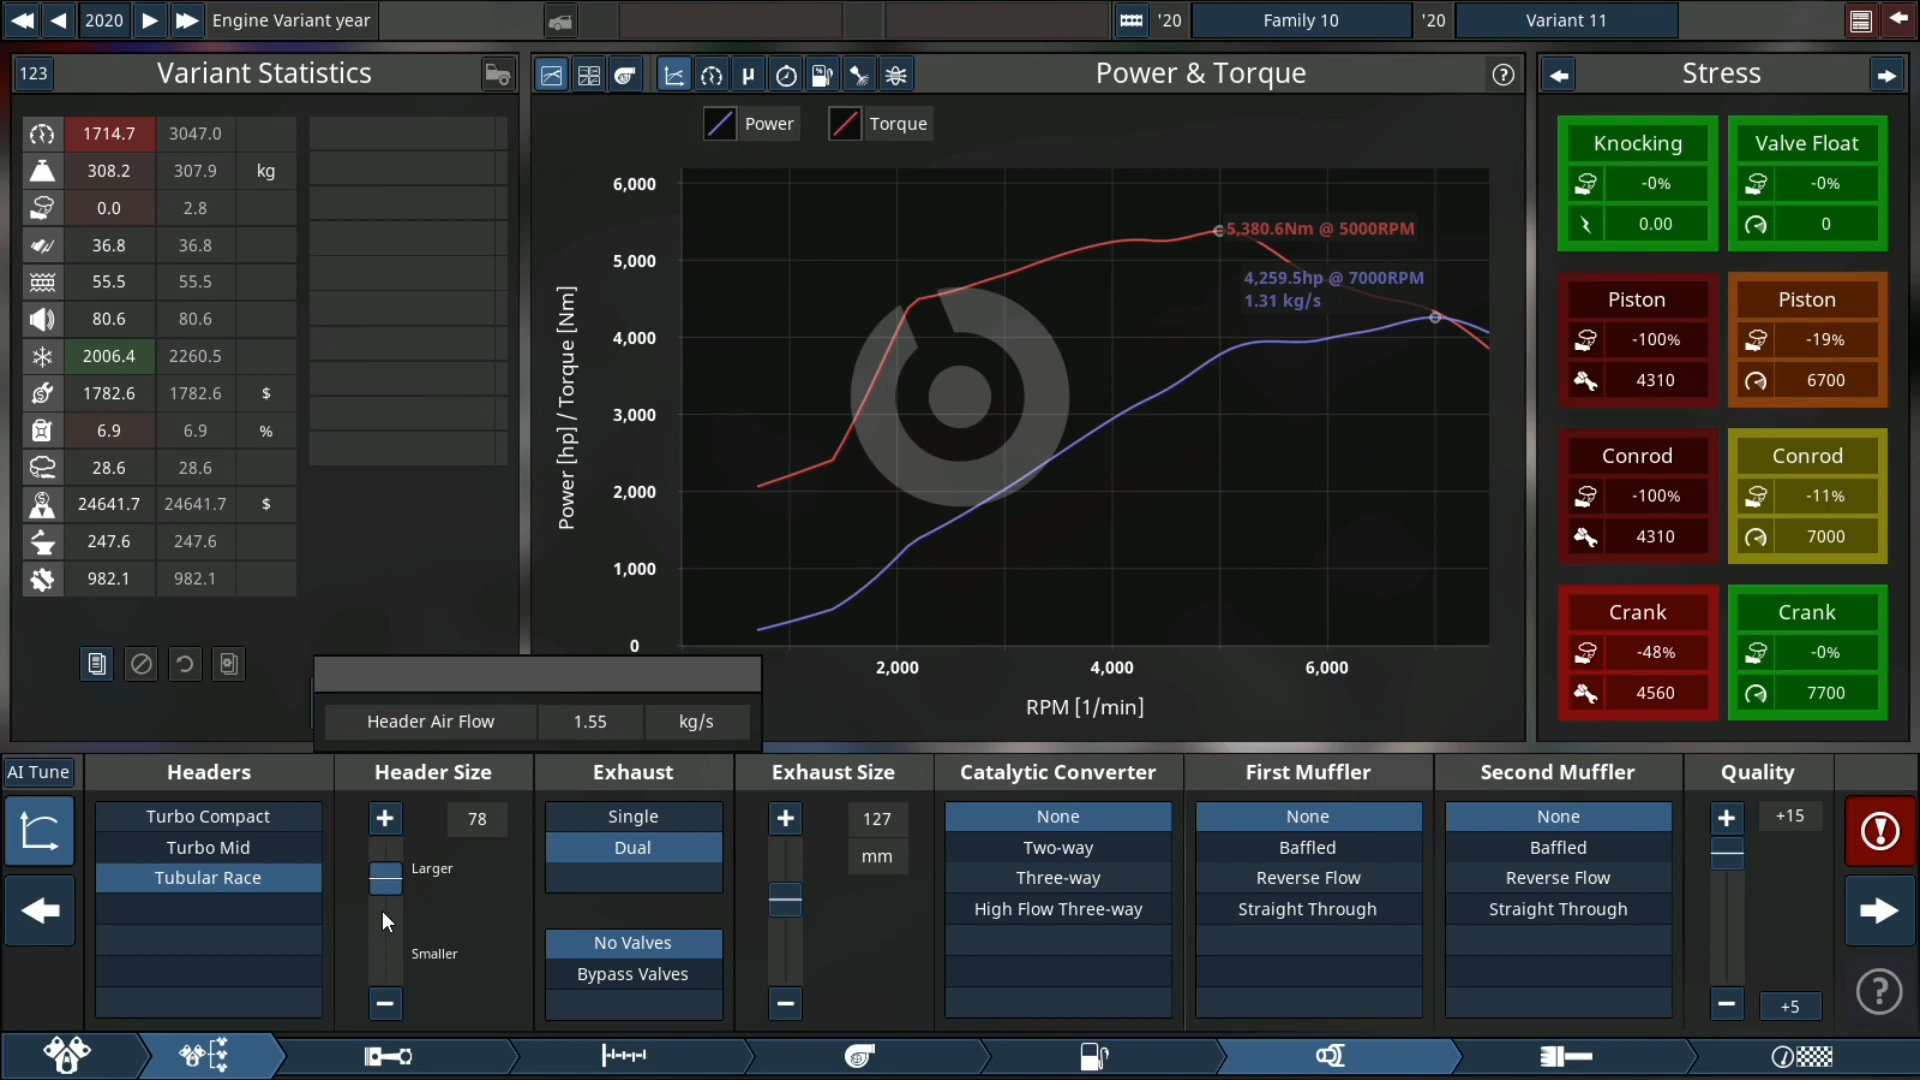 2020
Engine Variant year
'20
Family 10
'20
Variant 11
123
Variant Statistics
1714.7 3047.0
308.2 307.9 kg
0.0 2.8
36.8 36.8
55.5 55.5
80.6 80.6
2006.4 2260.5
1782.6 1782.6 $
6.9 6.9 %
28.6 28.6
24641.7 24641.7 $
247.6 247.6
982.1 982.1
μ
Power & Torque
?
Power
Torque
Power [hp] / Torque [Nm]
6,000
5,000
4,000
3,000
2,000
1,000
0
5,380.6Nm @ 5000RPM
4,259.5hp @ 7000RPM
1.31 kg/s
2,000
4,000
6,000
RPM [1/min]
Stress
Knocking
-0%
0.00
Valve Float
-0%
0
Piston
-100%
4310
Piston
-19%
6700
Conrod
-100%
4310
Conrod
-11%
7000
Crank
-48%
4560
Crank
-0%
7700
Header Air Flow 1.55 kg/s
AI Tune
Headers
Turbo Compact
Turbo Mid
Tubular Race
Header Size
78
Larger
Smaller
Exhaust
Single
Dual
No Valves
Bypass Valves
Exhaust Size
127
mm
Catalytic Converter
None
Two-way
Three-way
High Flow Three-way
First Muffler
None
Baffled
Reverse Flow
Straight Through
Second Muffler
None
Baffled
Reverse Flow
Straight Through
Quality
+15
+5
?